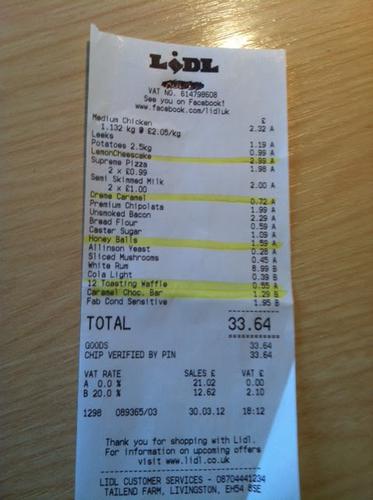 LiDL
VAT NO. 614798608
See you on Facebook!
www.facebook.com/lidluk
£
Medium Chicken 2.32 A
1.132 kg @ £2.05/kg
Leeks 1.19 A
Potatoes 2.5kg 0.99 A
LemonCheesecake 2.99 A
Supreme Pizza 1.98 A
2 x £0.99
Semi Skimmed Milk 2.00 A
2 x £1.00
Creme Caramel 0.72 A
Premium Chipolata 1.99 A
Unsmoked Bacon 2.29 A
Bread Flour 0.59 A
Caster Sugar 1.09 A
Honey Balls 1.59 A
Allinson Yeast 0.28 A
Sliced Mushrooms 0.45 A
White Rum 8.99 B
Cola Light 0.39 B
12 Toasting Waffle 0.55 A
Caramel Choc. Bar 1.29 B
Fab Cond Sensitive 1.95 B
TOTAL 33.64
GOODS 33.64
CHIP VERIFIED BY PIN 33.64
VAT RATE SALES £ VAT £
A 0.0 % 21.02 0.00
B 20.0 % 12.62 2.10
1298 089365/03 30.03.12 18:12
Thank you for shopping with Lidl.
For information on upcoming offers
visit www.lidl.co.uk
LIDL CUSTOMER SERVICES - 08704441234
TAILEND FARM, LIVINGSTON, EH54 8SE